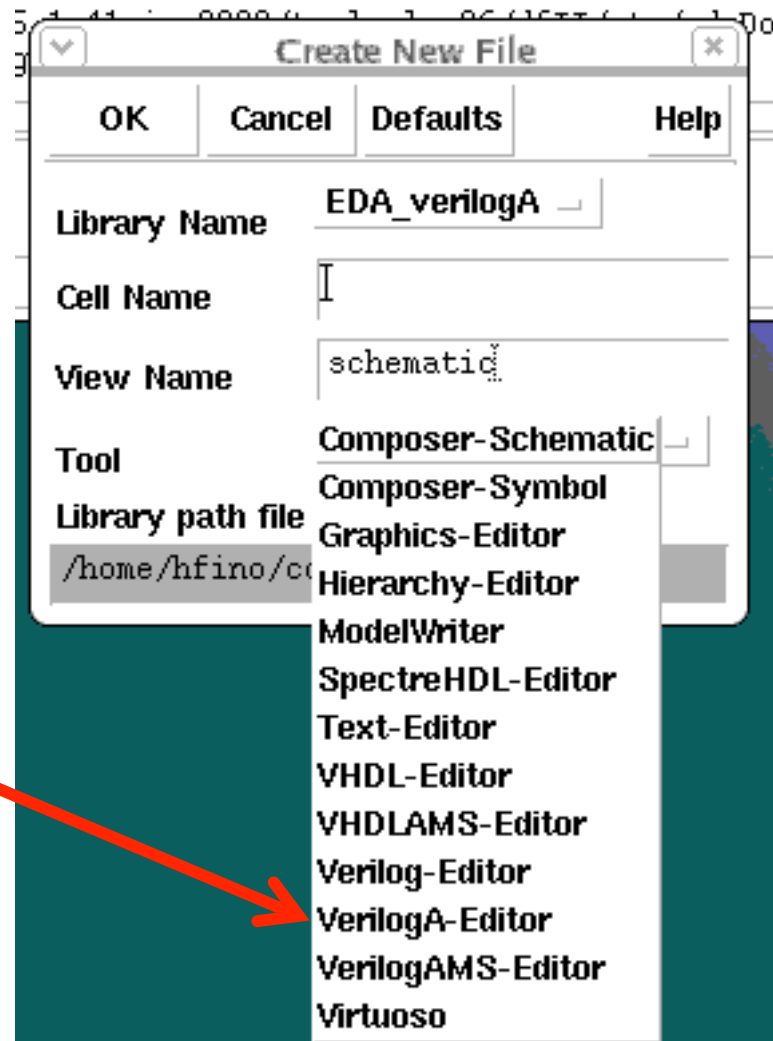 Create New File
OK Cancel Defaults Help
Library Name EDA_verilogA
Cell Name
View Name schematic
Tool Composer-Schematic
Composer-Symbol
Library path file
Graphics-Editor
/home/hfino/
Hierarchy-Editor
ModelWriter
SpectreHDL-Editor
Text-Editor
VHDL-Editor
VHDLAMS-Editor
Verilog-Editor
VerilogA-Editor
VerilogAMS-Editor
Virtuoso